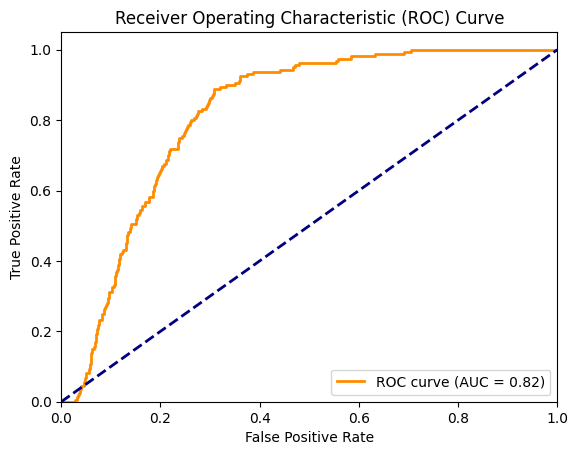 Receiver Operating Characteristic (ROC) Curve
1.0
0.8
0.6
0.4
0.2
0.0
True Positive Rate
ROC curve (AUC = 0.82)
0.0 0.2 0.4 0.6 0.8 1.0
False Positive Rate